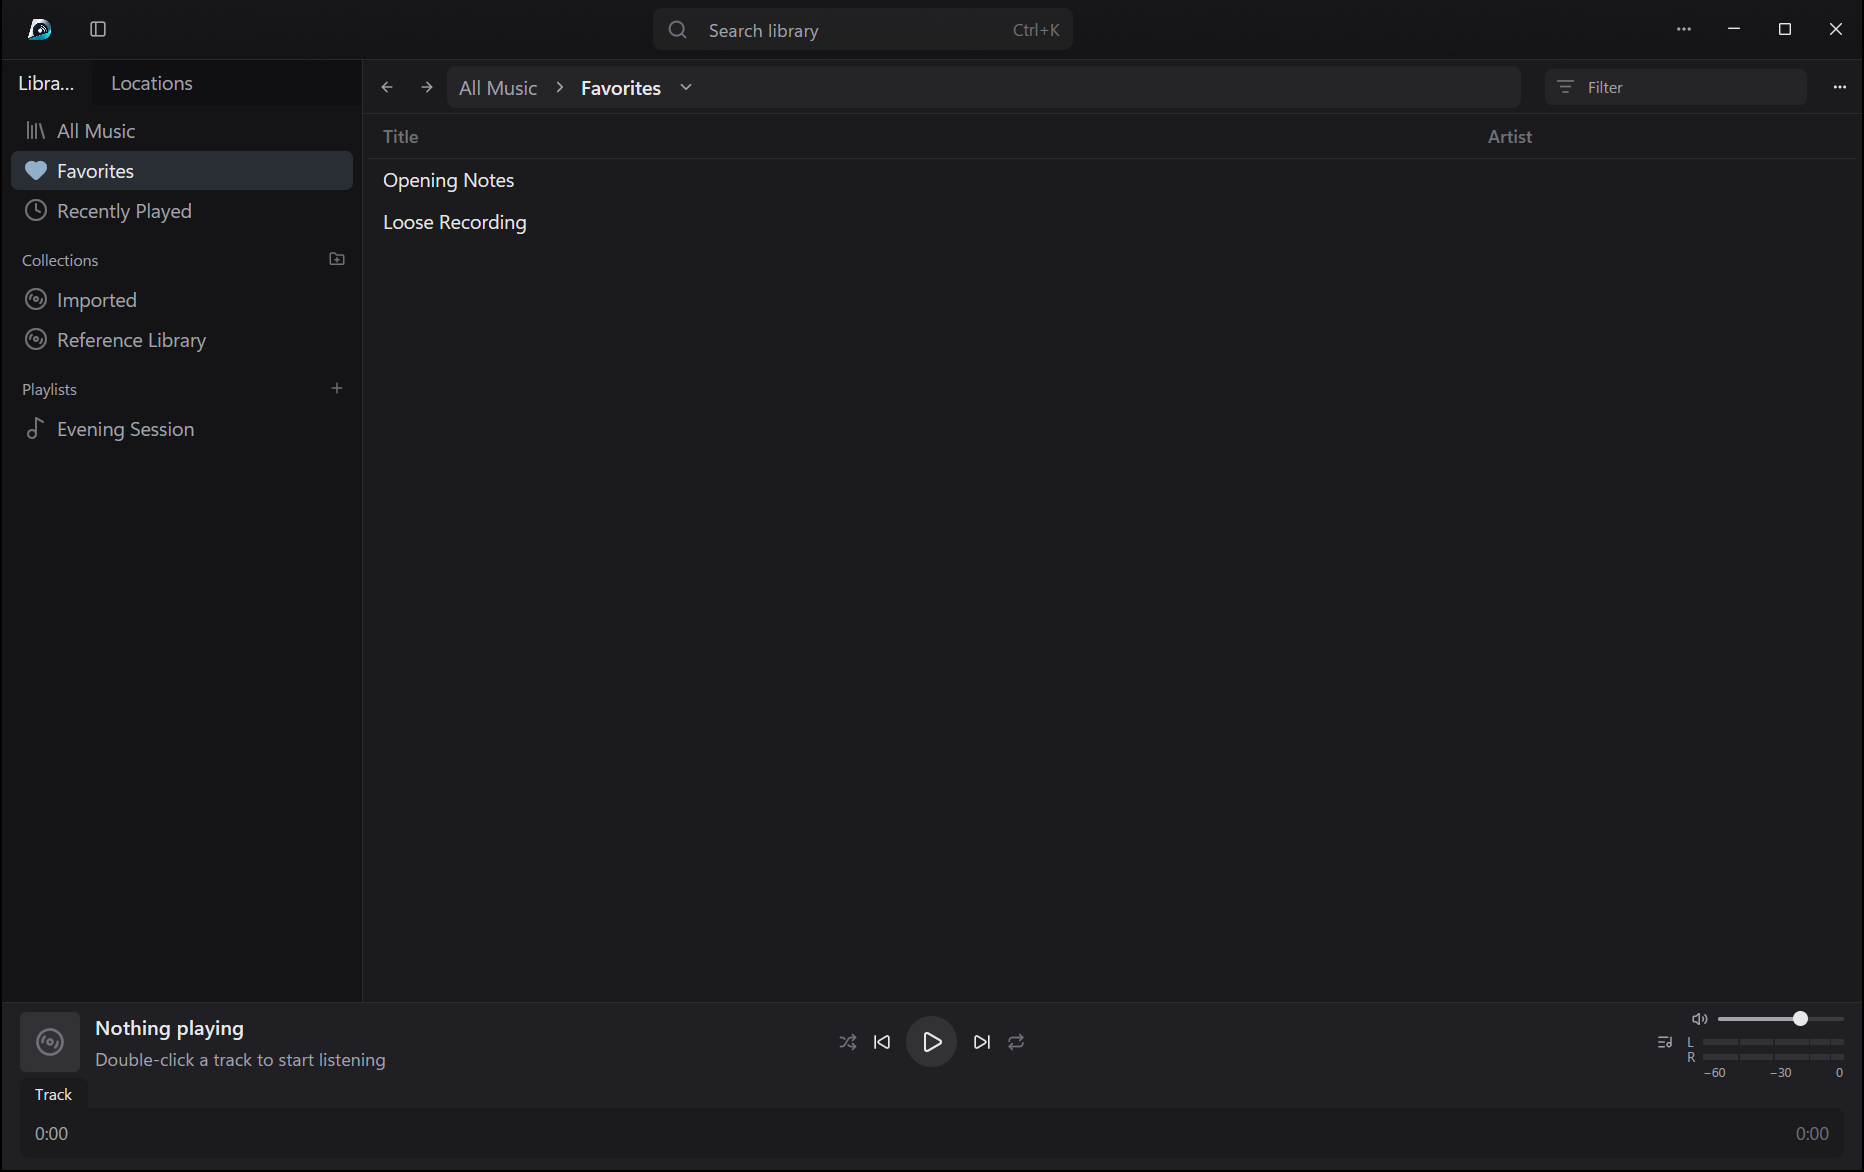 Search library Ctrl+K
Libra... Locations
All Music > Favorites
Filter
All Music
Favorites
Recently Played
Collections
Imported
Reference Library
Playlists
Evening Session
Title Artist
Opening Notes
Loose Recording
Nothing playing
Double-click a track to start listening
L
R
−60 −30 0
Track
0:00 0:00